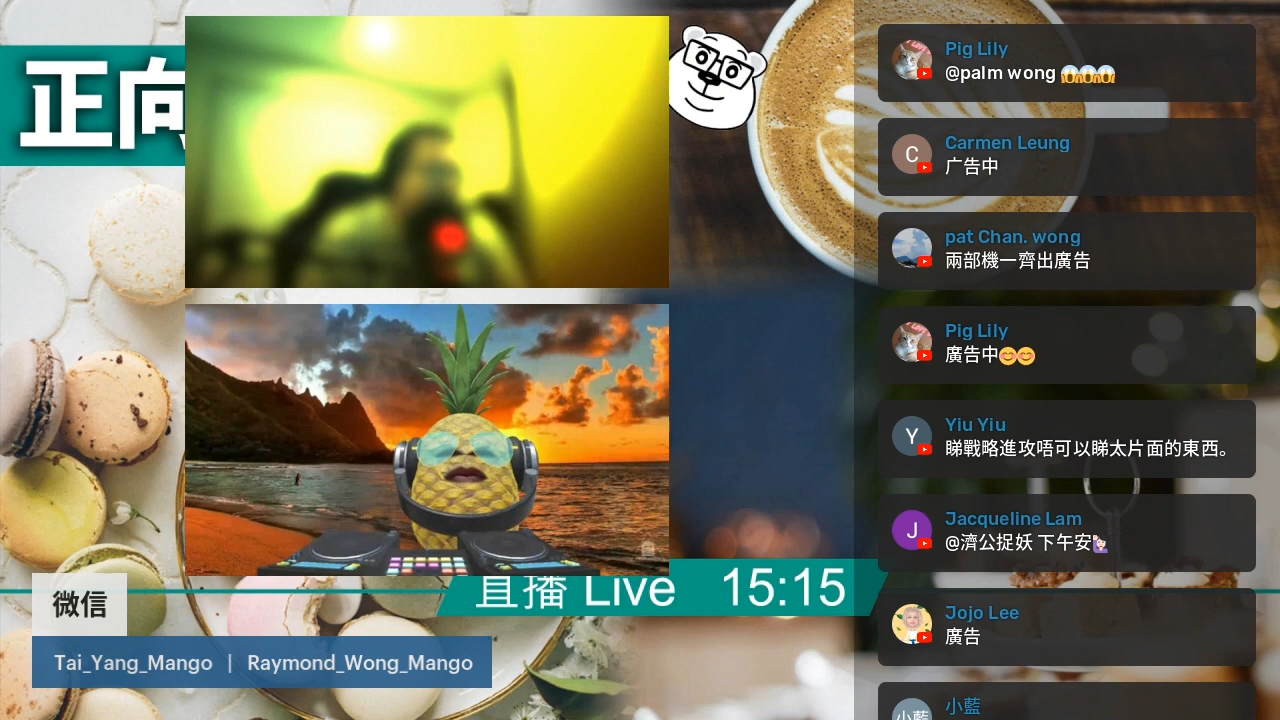 正向
直播 Live 15:15
微信
Tai_Yang_Mango | Raymond_Wong_Mango
Pig Lily
@palm wong 😱😱😱
C
Carmen Leung
广告中
pat Chan. wong
兩部機一齊出廣告
Pig Lily
廣告中😊😊
Y
Yiu Yiu
睇戰略進攻唔可以睇太片面的東西。
J
Jacqueline Lam
@濟公捉妖 下午安🙋🏻‍♀️
Jojo Lee
廣告
小藍
小藍